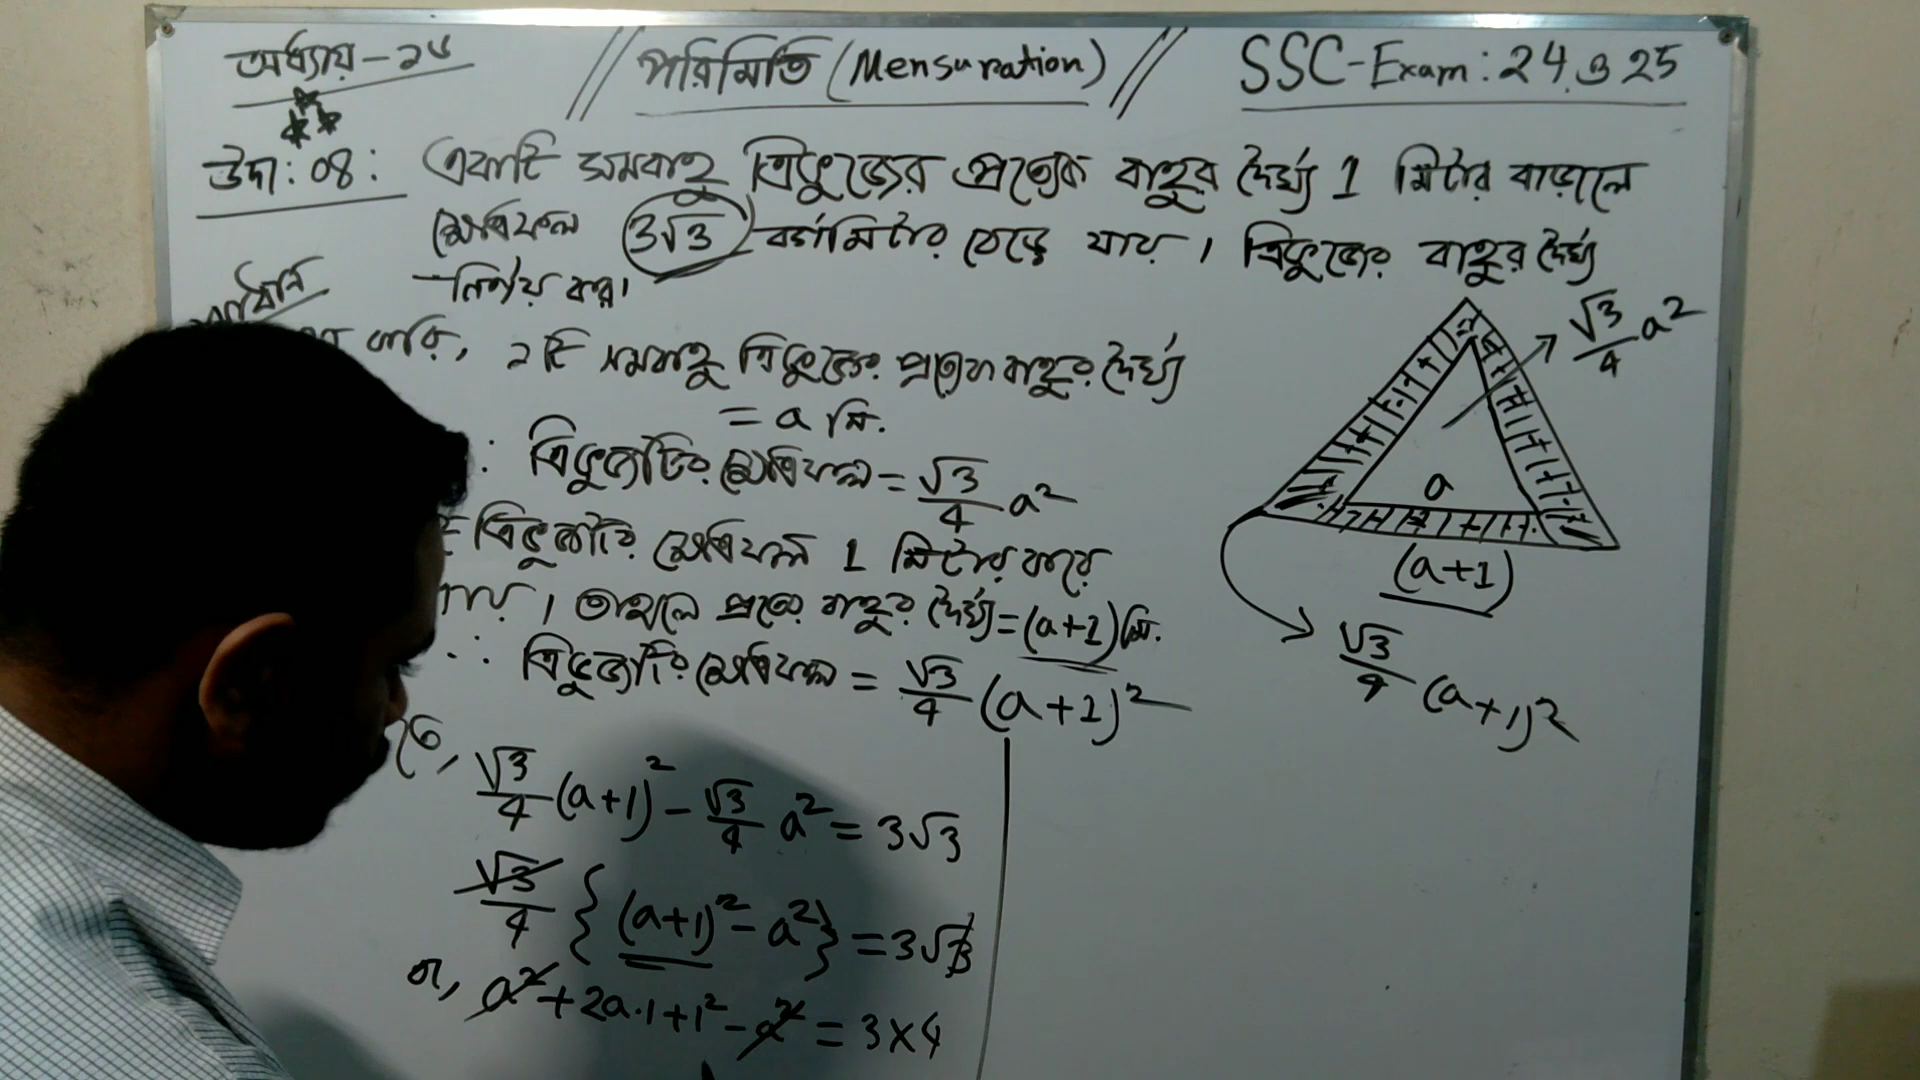 অধ্যায়-১৬
// পরিমিতি (Mensuration) //
SSC-Exam: 24 ও 25
উদা: 08: একটি সমবাহু ত্রিভুজের প্রত্যেক বাহুর দৈর্ঘ্য 1 মিটার বাড়ালে
ক্ষেত্রফল 3√3 বর্গমিটার বেড়ে যায়। ত্রিভুজের বাহুর দৈর্ঘ্য
নির্ণয় কর।
করি, ১টি সমবাহু ত্রিভুজের প্রত্যেক বাহুর দৈর্ঘ্য
= a মি.
∴ ত্রিভুজটির ক্ষেত্রফল = √3/4 a²
ত্রিভুজটির ক্ষেত্রফল 1 মিটার করে
। তাহলে প্রত্যে বাহুর দৈর্ঘ্য = (a+1) মি.
∴ ত্রিভুজটির ক্ষেত্রফল = √3/4 (a+1)²
√3/4 (a+1)² - √3/4 a² = 3√3
√3/4 {(a+1)² - a²} = 3√3
বা, a² + 2a·1 + 1² - a² = 3×4
√3/4 a²
a
(a+1)
√3/4 (a+1)²